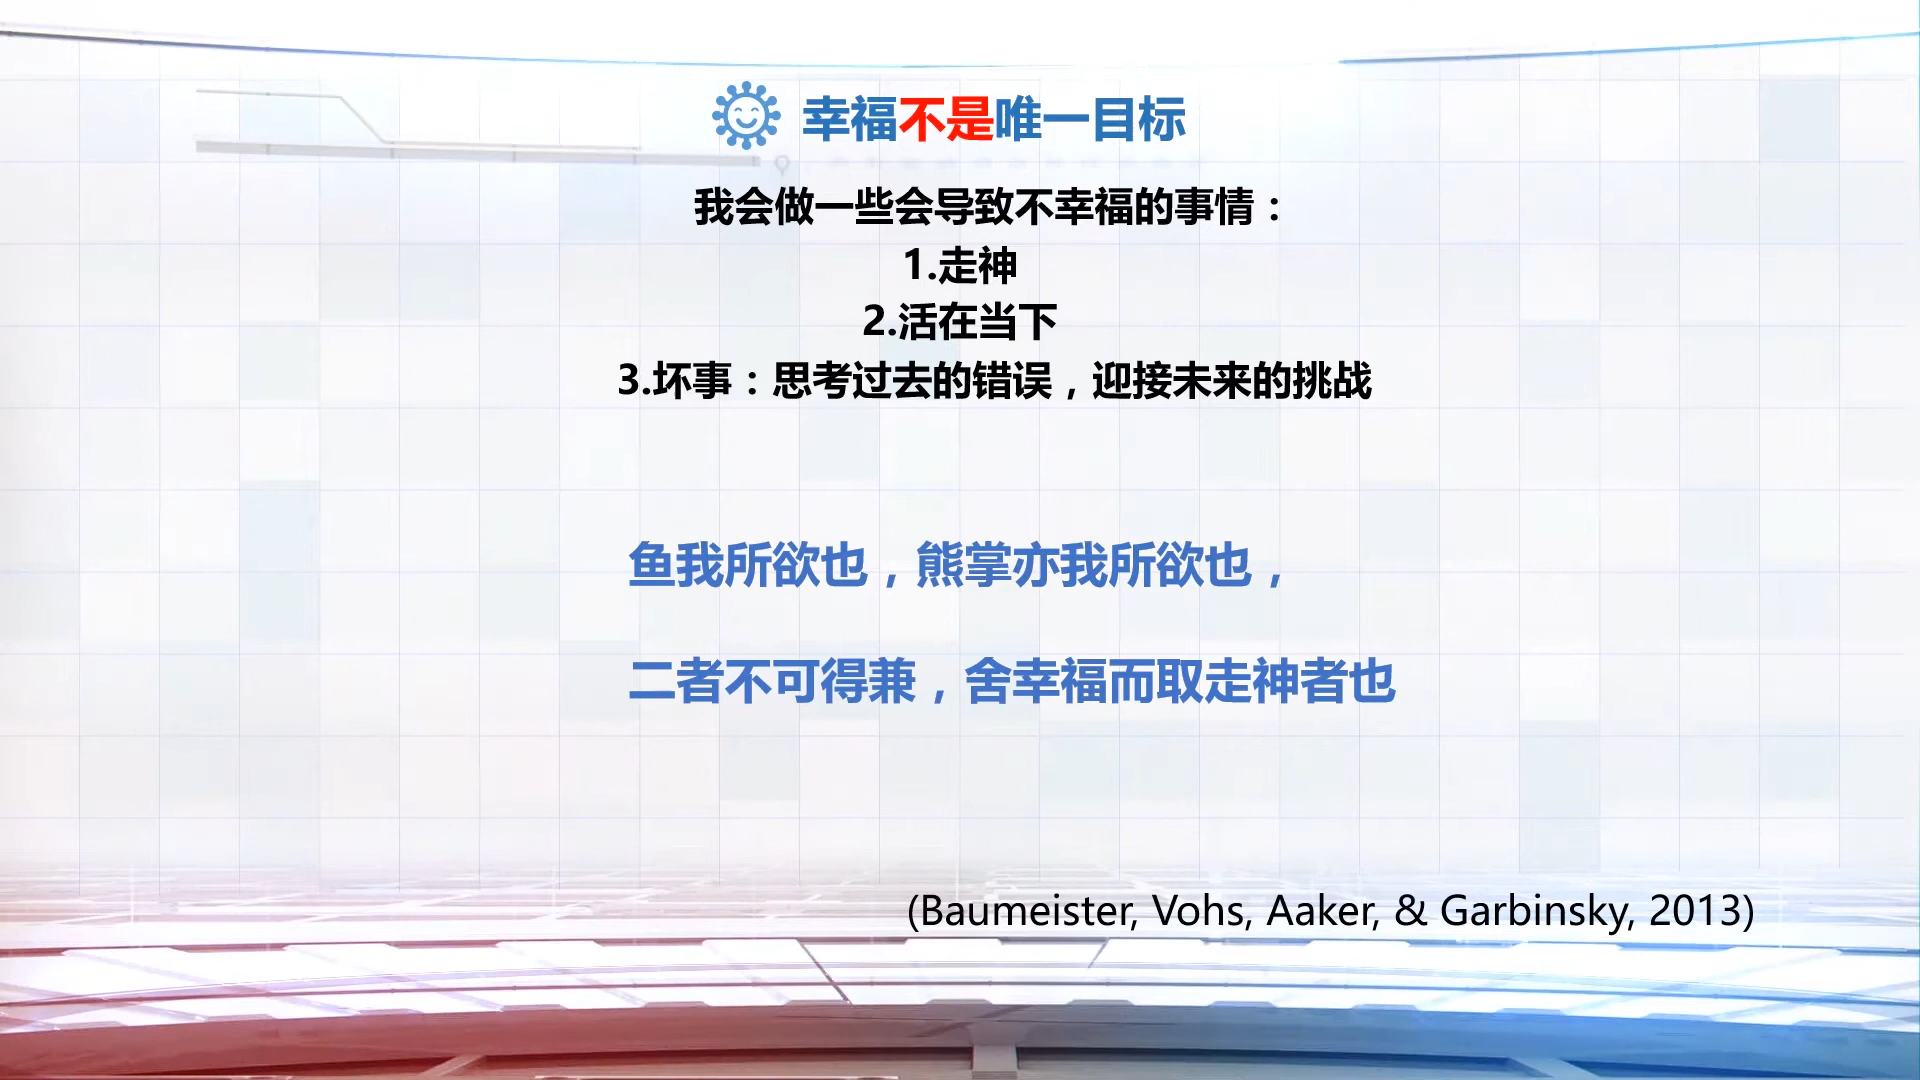 幸福不是唯一目标
我会做一些会导致不幸福的事情：
1.走神
2.活在当下
3.坏事：思考过去的错误，迎接未来的挑战
鱼我所欲也，熊掌亦我所欲也，
二者不可得兼，舍幸福而取走神者也
(Baumeister, Vohs, Aaker, & Garbinsky, 2013)